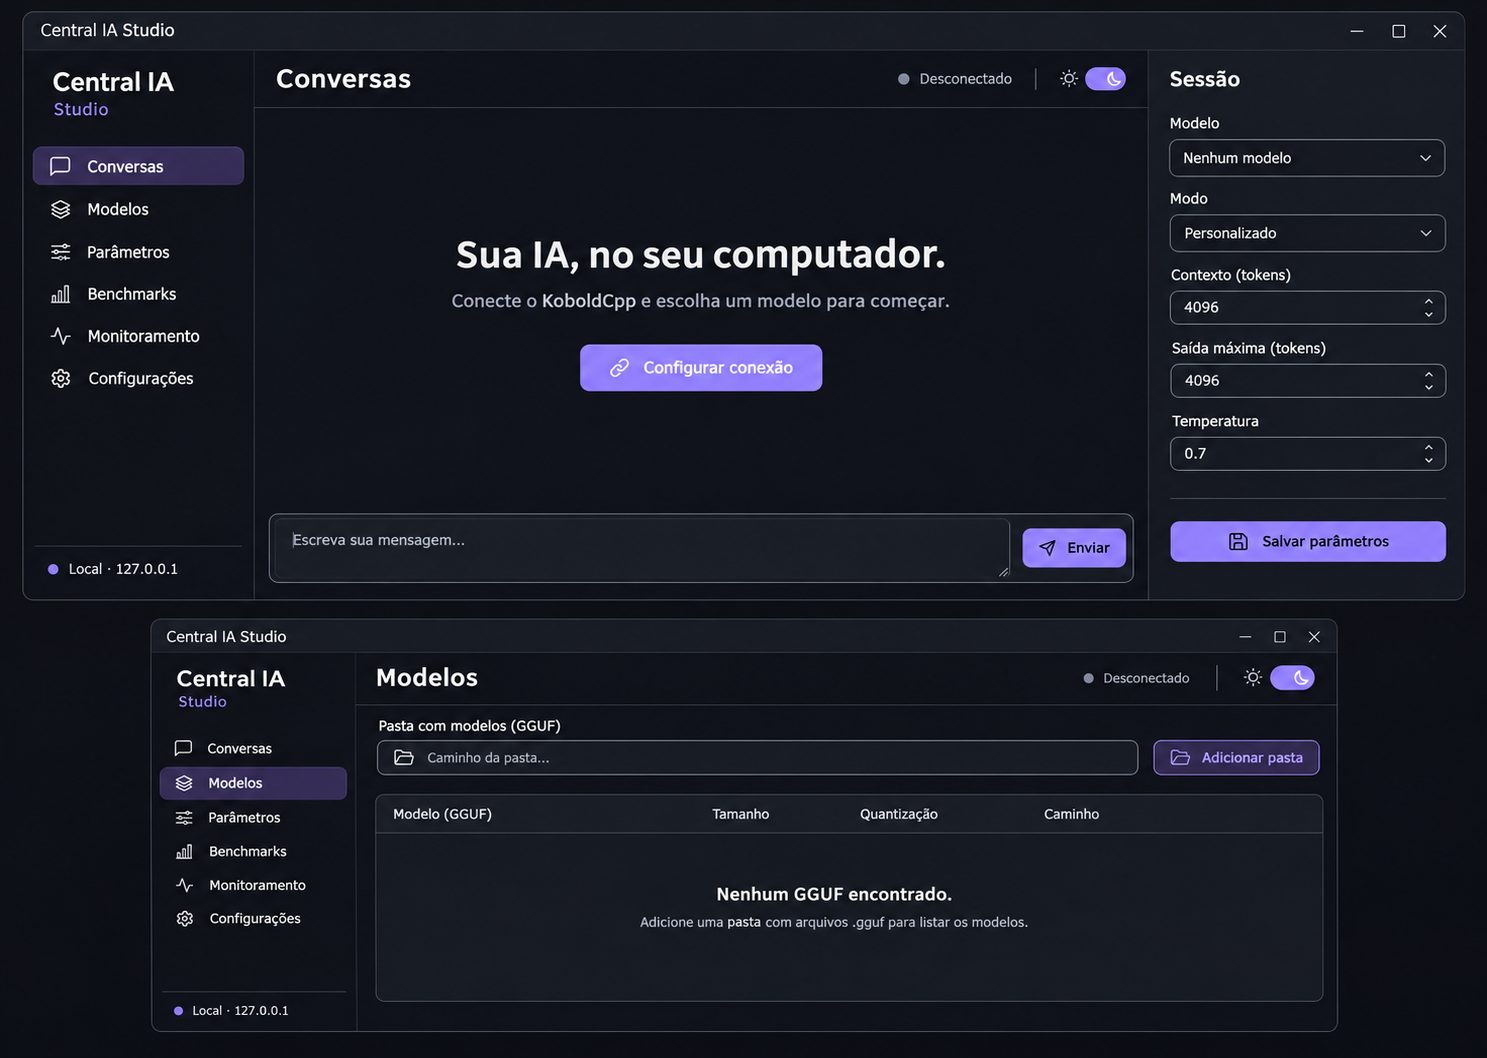 Central IA Studio
Central IA
Studio
Conversas
Modelos
Parâmetros
Benchmarks
Monitoramento
Configurações
Local · 127.0.0.1
Conversas
Desconectado
Sua IA, no seu computador.
Conecte o KoboldCpp e escolha um modelo para começar.
Configurar conexão
Escreva sua mensagem...
Enviar
Sessão
Modelo
Nenhum modelo
Modo
Personalizado
Contexto (tokens)
4096
Saída máxima (tokens)
4096
Temperatura
0.7
Salvar parâmetros
Central IA Studio
Central IA
Studio
Conversas
Modelos
Parâmetros
Benchmarks
Monitoramento
Configurações
Local · 127.0.0.1
Modelos
Desconectado
Pasta com modelos (GGUF)
Caminho da pasta...
Adicionar pasta
Modelo (GGUF) Tamanho Quantização Caminho
Nenhum GGUF encontrado.
Adicione uma pasta com arquivos .gguf para listar os modelos.